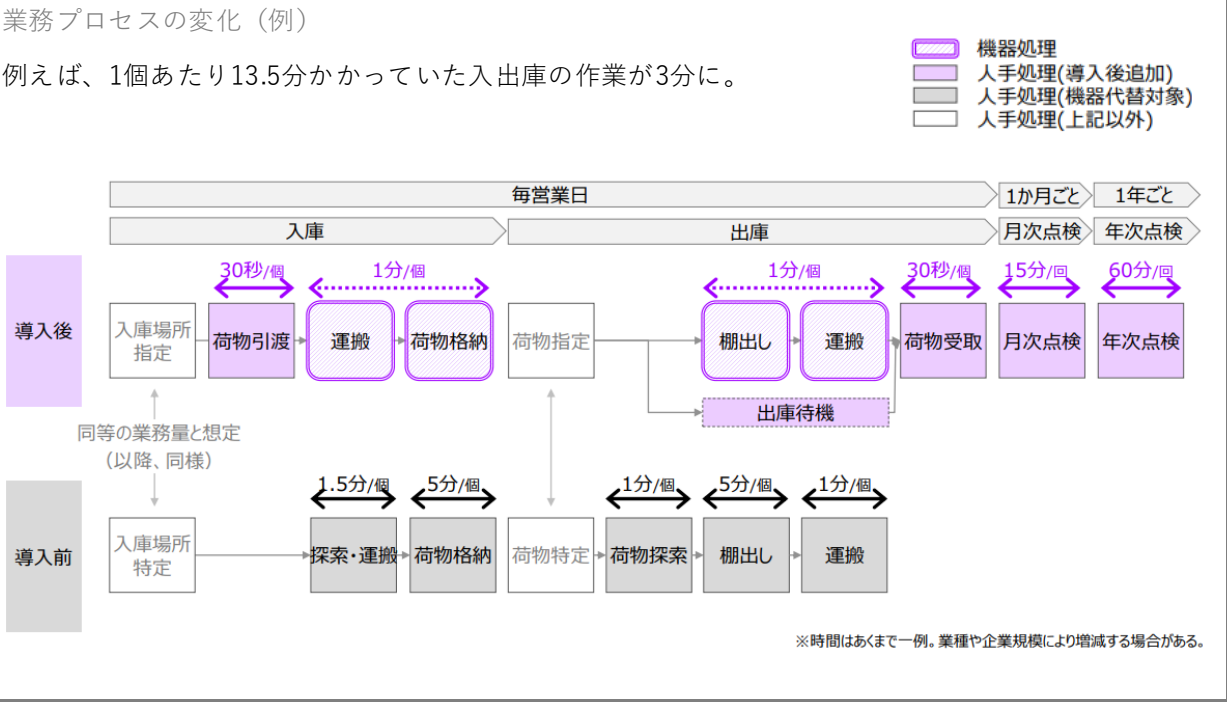 業務プロセスの変化（例）
例えば、1個あたり13.5分かかっていた入出庫の作業が3分に。
機器処理
人手処理(導入後追加)
人手処理(機器代替対象)
人手処理(上記以外)
毎営業日
1か月ごと
1年ごと
入庫
出庫
月次点検
年次点検
30秒/個
1分/個
1分/個
30秒/個
15分/回
60分/回
導入後
入庫場所
指定
荷物引渡
運搬
荷物格納
荷物指定
棚出し
運搬
荷物受取
月次点検
年次点検
出庫待機
同等の業務量と想定
（以降、同様）
1.5分/個
5分/個
1分/個
5分/個
1分/個
導入前
入庫場所
特定
探索・運搬
荷物格納
荷物特定
荷物探索
棚出し
運搬
※時間はあくまで一例。業種や企業規模により増減する場合がある。